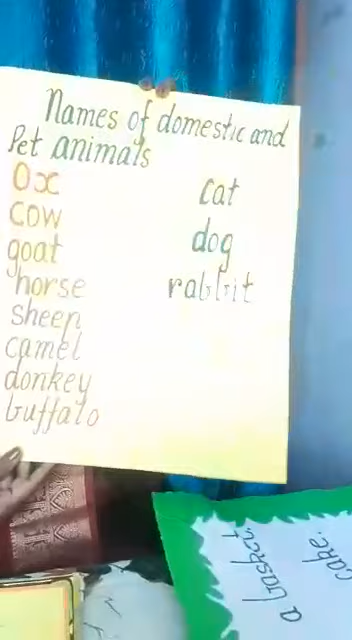 Names of domestic and
Pet animals
Ox
cow
goat
horse
sheep
camel
donkey
buffalo
cat
dog
rabbit
a basket.
cake.